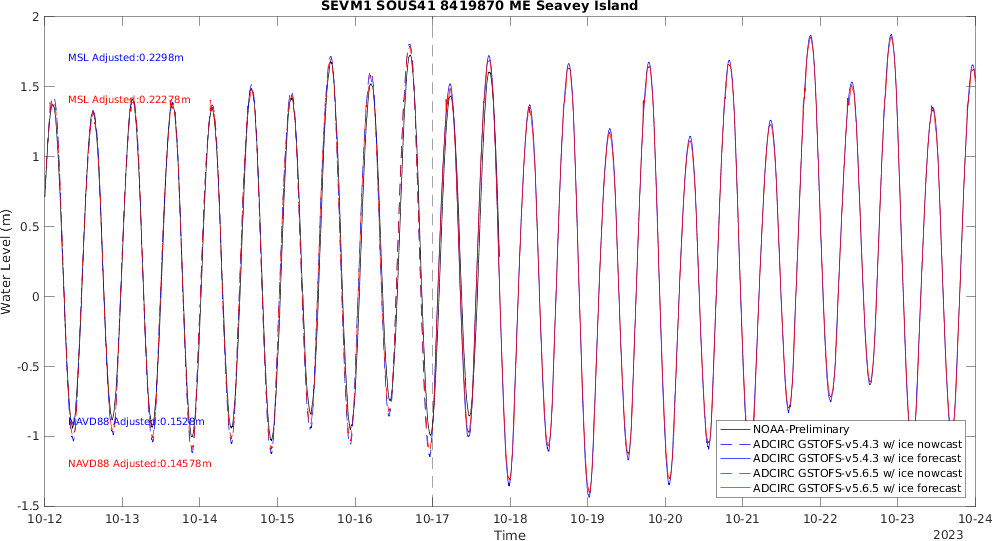 SEVM1 SOUS41 8419870 ME Seavey Island
2
1.5
1
0.5
0
-0.5
-1
-1.5
Water Level (m)
MSL Adjusted:0.2298m
MSL Adjusted:0.22278m
NAVD88 Adjusted:0.1528m
NAVD88 Adjusted:0.14578m
NOAA-Preliminary
ADCIRC GSTOFS-v5.4.3 w/ ice nowcast
ADCIRC GSTOFS-v5.4.3 w/ ice forecast
ADCIRC GSTOFS-v5.6.5 w/ ice nowcast
ADCIRC GSTOFS-v5.6.5 w/ ice forecast
10-12 10-13 10-14 10-15 10-16 10-17 10-18 10-19 10-20 10-21 10-22 10-23 10-24
Time
2023